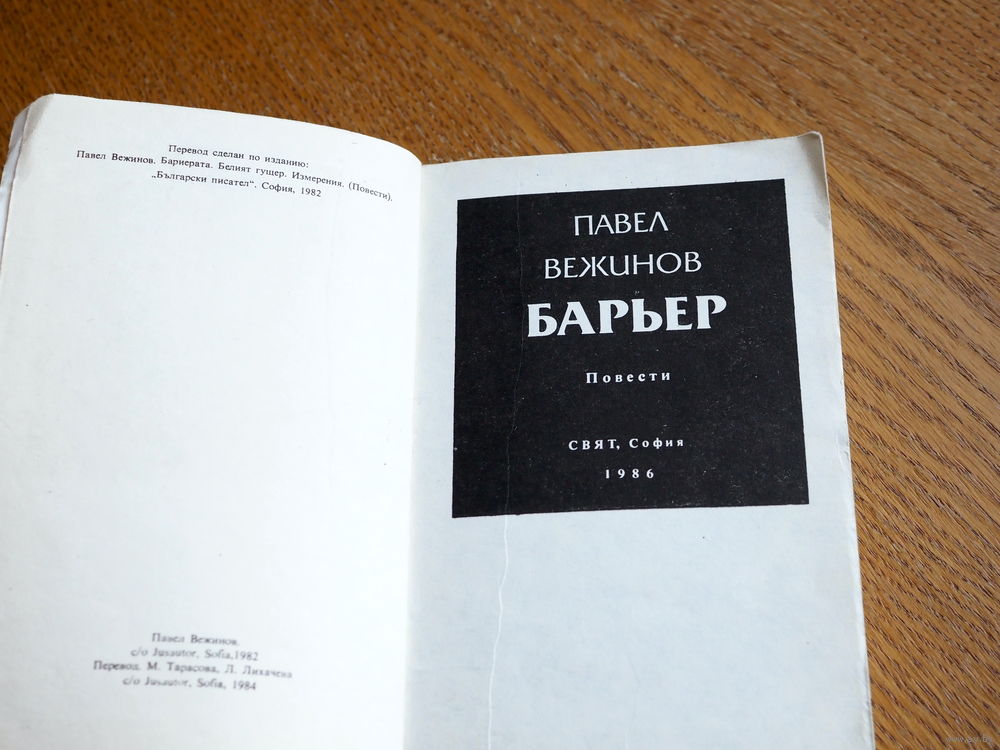 Перевод сделан по изданию:
Павел Вежинов. Бариерата. Белият гущер. Измерения. (Повести).
„Български писател“. София, 1982
Павел Вежинов.
c/o Jusautor, Sofia,1982
Перевод. М. Тарасова, Л. Лихачева
c/o Jusautor, Sofia, 1984
ПАВЕЛ
ВЕЖИНОВ
БАРЬЕР
Повести
СВЯТ, София
1986